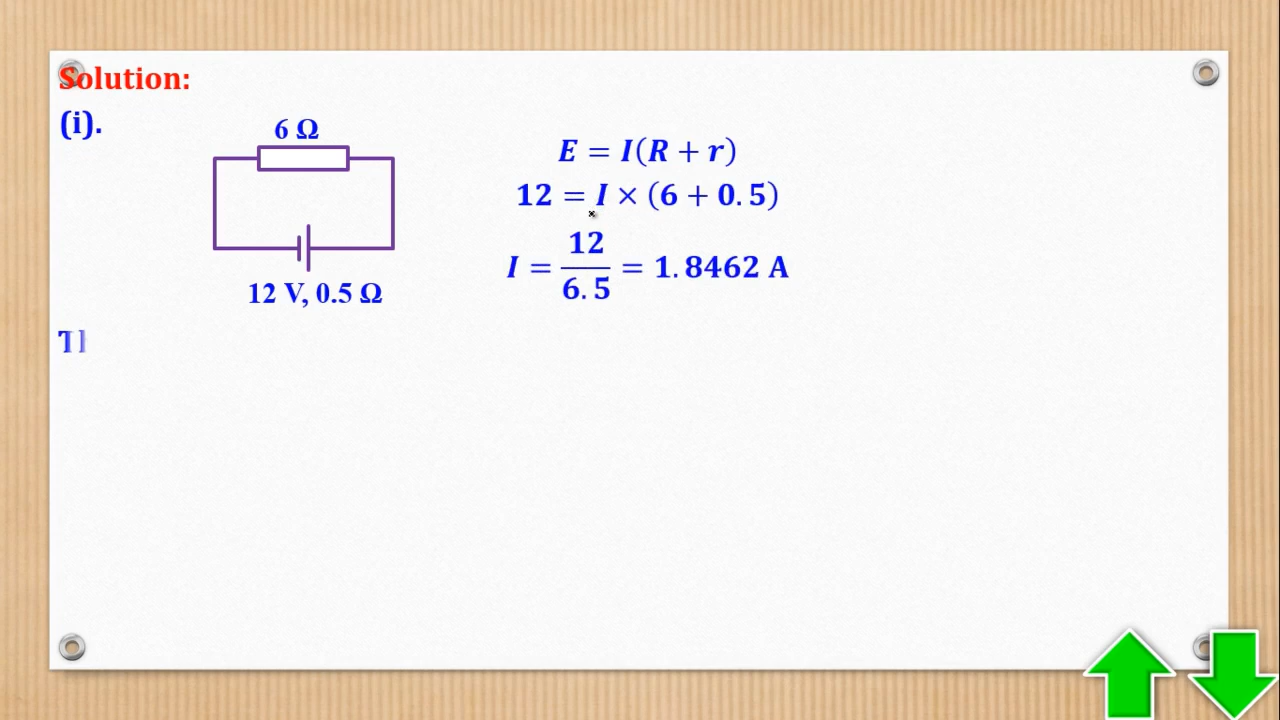 Solution:
(i).
6 Ω
12 V, 0.5 Ω
E = I(R + r)
12 = I × (6 + 0.5)
I = 12/6.5 = 1.8462 A